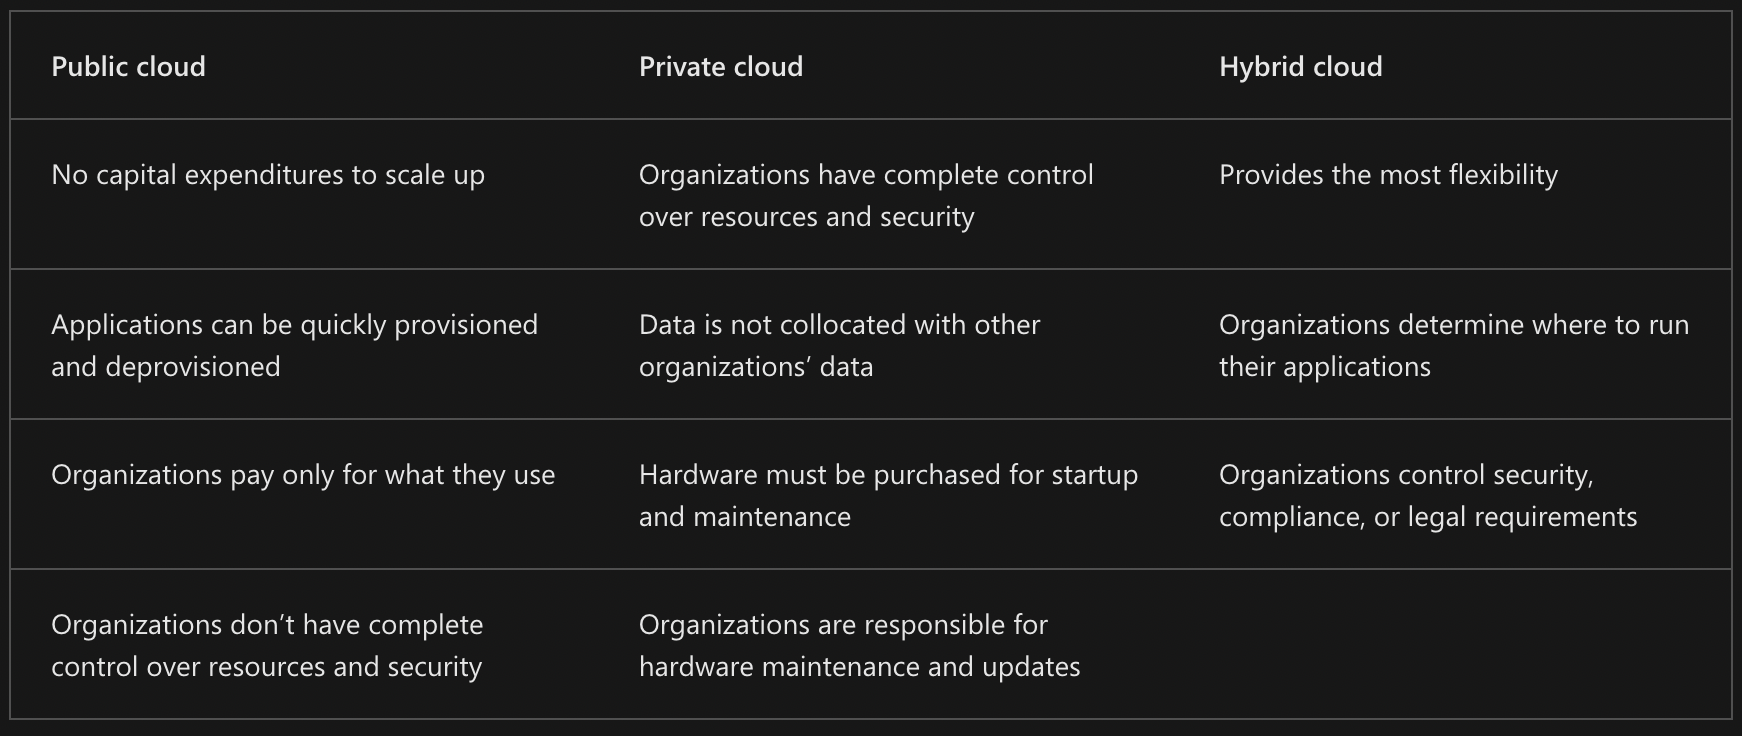 Public cloud
Private cloud
Hybrid cloud
No capital expenditures to scale up
Organizations have complete control
over resources and security
Provides the most flexibility
Applications can be quickly provisioned
and deprovisioned
Data is not collocated with other
organizations’ data
Organizations determine where to run
their applications
Organizations pay only for what they use
Hardware must be purchased for startup
and maintenance
Organizations control security,
compliance, or legal requirements
Organizations don’t have complete
control over resources and security
Organizations are responsible for
hardware maintenance and updates